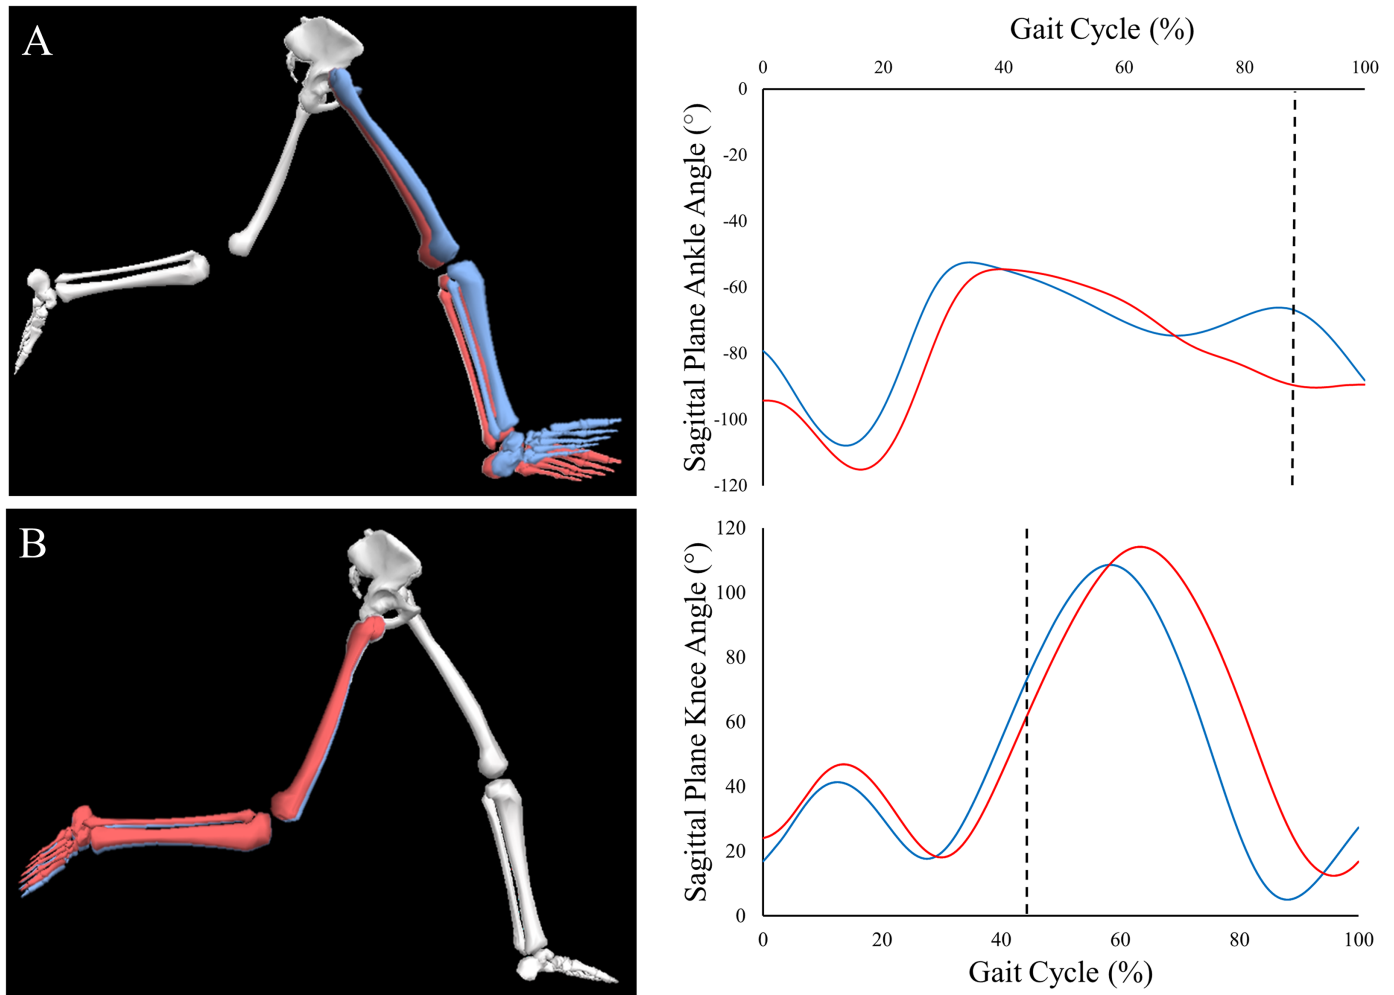 A
Gait Cycle (%)
0 20 40 60 80 100
Sagittal Plane Ankle Angle (°)
0
-20
-40
-60
-80
-100
-120
B
Sagittal Plane Knee Angle (°)
120
100
80
60
40
20
0
0 20 40 60 80 100
Gait Cycle (%)